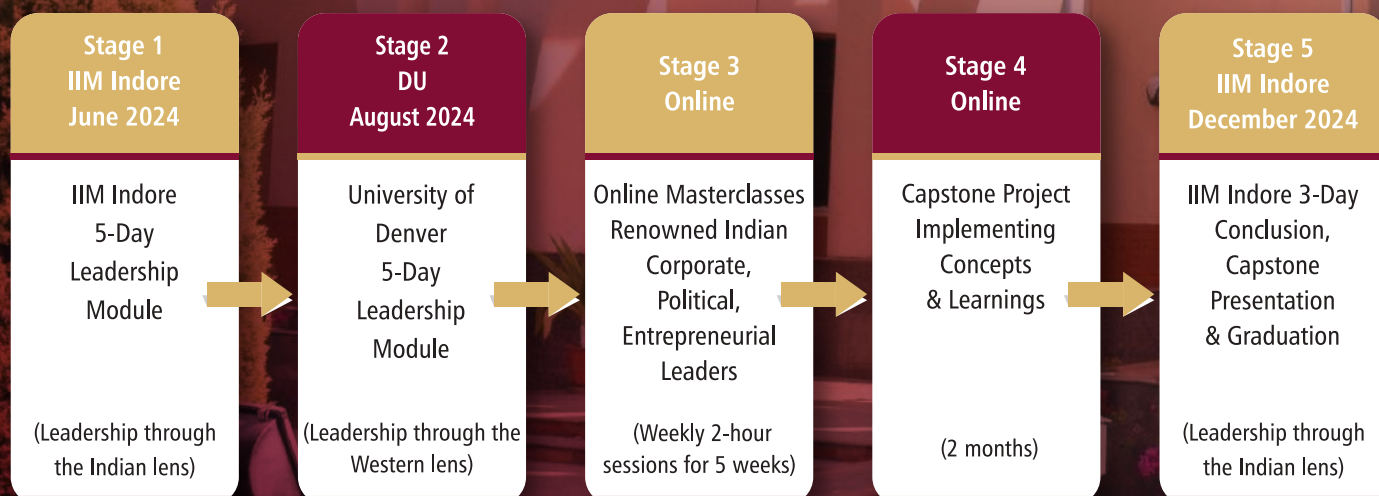 Stage 1
IIM Indore
June 2024
IIM Indore
5-Day
Leadership
Module
(Leadership through
the Indian lens)
Stage 2
DU
August 2024
University of
Denver
5-Day
Leadership
Module
(Leadership through the
Western lens)
Stage 3
Online
Online Masterclasses
Renowned Indian
Corporate,
Political,
Entrepreneurial
Leaders
(Weekly 2-hour
sessions for 5 weeks)
Stage 4
Online
Capstone Project
Implementing
Concepts
& Learnings
(2 months)
Stage 5
IIM Indore
December 2024
IIM Indore 3-Day
Conclusion,
Capstone
Presentation
& Graduation
(Leadership through
the Indian lens)